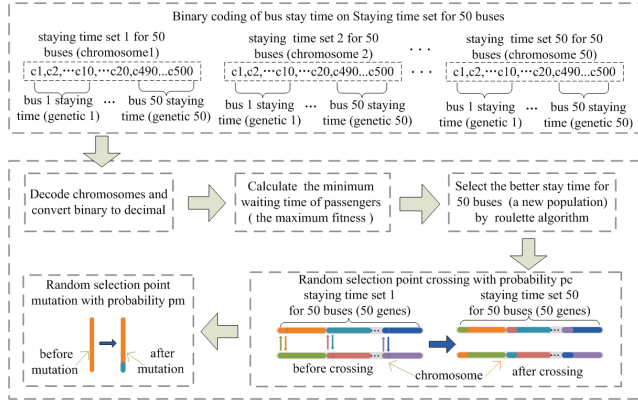 Binary coding of bus stay time on Staying time set for 50 buses
staying time set 1 for 50
buses (chromosome1)
c1,c2,···c10,···c20,c490...c500
bus 1 staying
time (genetic 1)
...
bus 50 staying
time (genetic 50)
staying time set 2 for 50
buses (chromosome 2)
c1,c2,···c10,···c20,c490...c500
bus 1 staying
time (genetic 1)
...
bus 50 staying
time (genetic 50)
· · ·
· · ·
staying time set 50 for 50
buses (chromosome 50)
c1,c2,···c10,···c20,c490...c500
bus 1 staying
time (genetic 1)
...
bus 50 staying
time (genetic 50)
Decode chromosomes and
convert binary to decimal
Calculate the minimum
waiting time of passengers
( the maximum fitness )
Select the better stay time for
50 buses (a new population)
by roulette algorithm
Random selection point crossing with probability pc
staying time set 1
for 50 buses (50 genes)
staying time set 50
for 50 buses (50 genes)
before crossing
chromosome
after crossing
Random selection point
mutation with probability pm
before
mutation
after
mutation